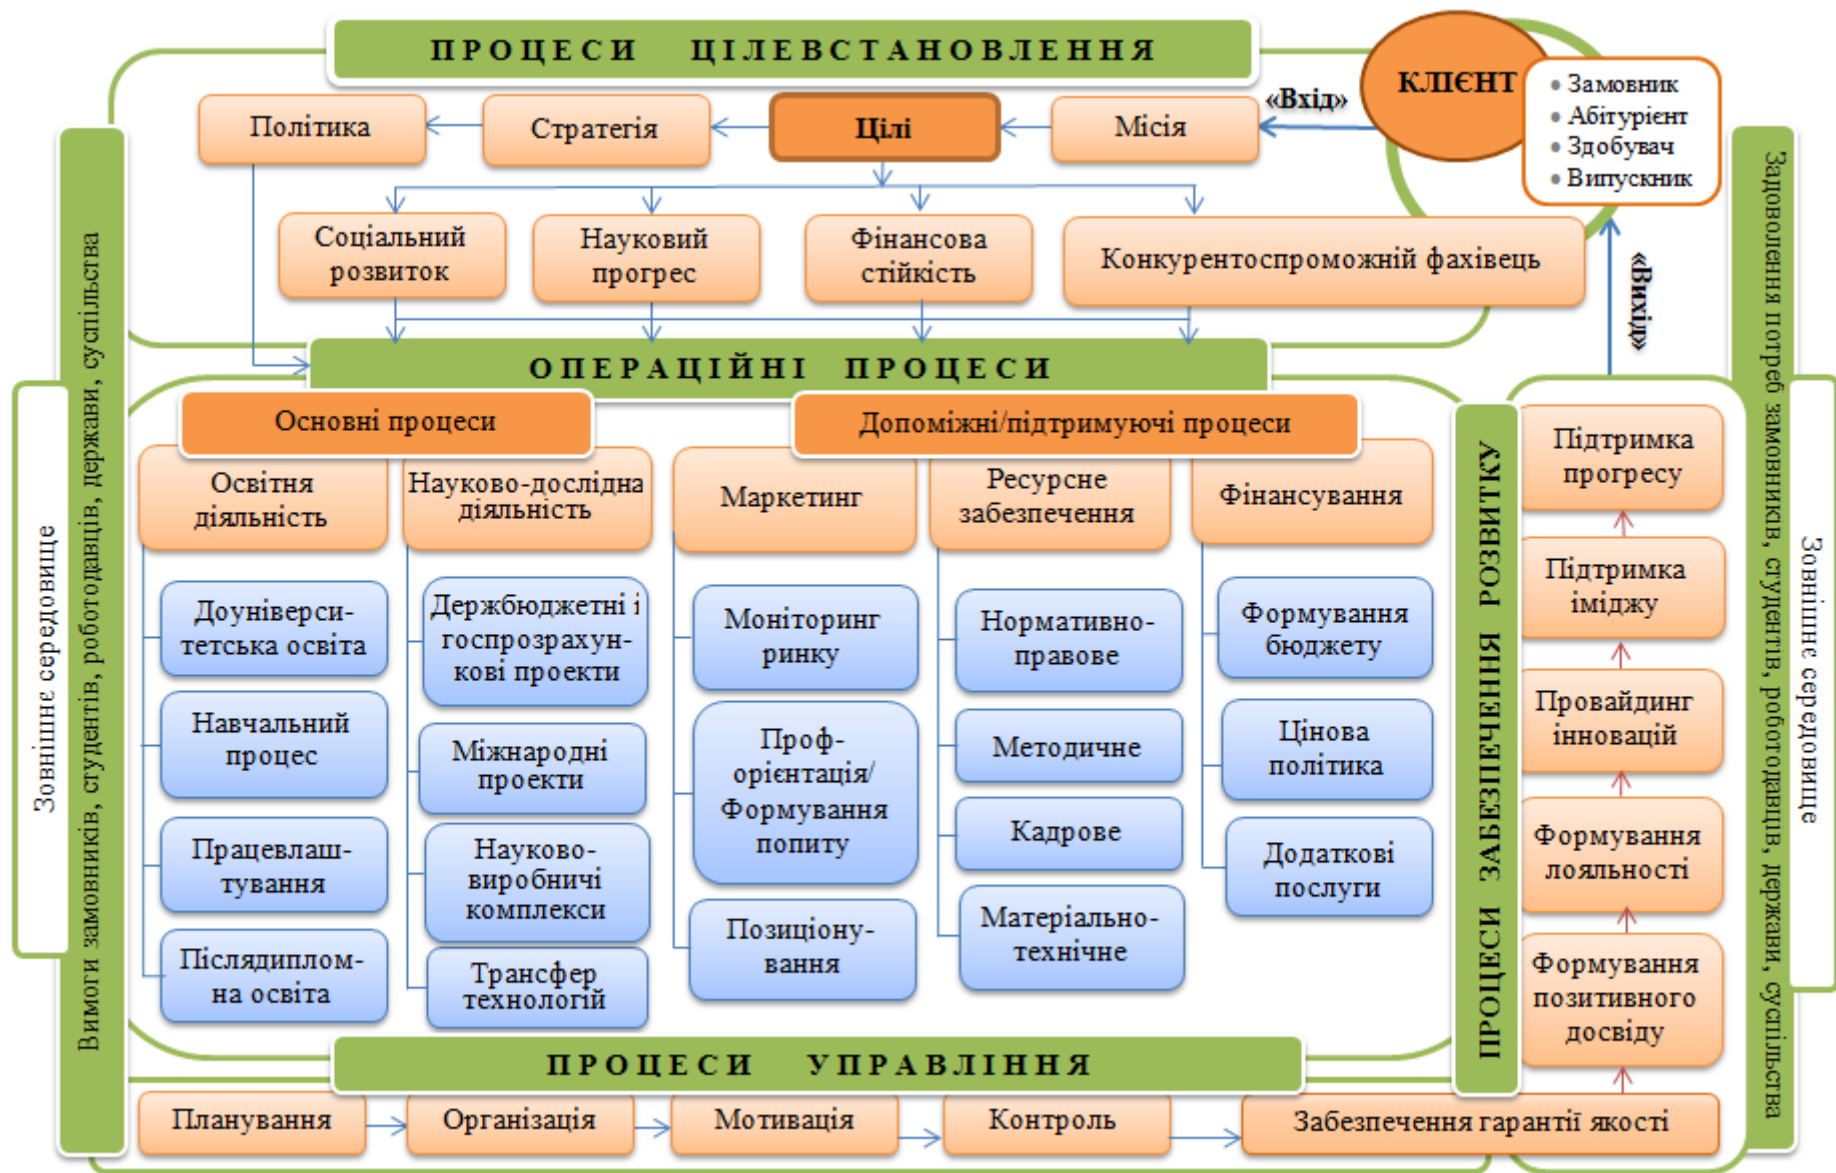 ПРОЦЕСИ ЦІЛЕВСТАНОВЛЕННЯ
КЛІЄНТ
• Замовник
• Абітурієнт
• Здобувач
• Випускник
«Вхід»
Політика
Стратегія
Цілі
Місія
Соціальний
розвиток
Науковий
прогрес
Фінансова
стійкість
Конкурентоспроможній фахівець
«Вихід»
Зовнішнє середовище
Вимоги замовників, студентів, роботодавців, держави, суспільства
ОПЕРАЦІЙНІ ПРОЦЕСИ
Основні процеси
Допоміжні/підтримуючі процеси
Освітня
діяльність
Науково-дослідна
діяльність
Маркетинг
Ресурсне
забезпечення
Фінансування
Доуніверси-
тетська освіта
Навчальний
процес
Працевлаш-
тування
Післядиплом-
на освіта
Держбюджетні і
госпрозрахун-
кові проекти
Міжнародні
проекти
Науково-
виробничі
комплекси
Трансфер
технологій
Моніторинг
ринку
Проф-
орієнтація/
Формування
попиту
Позиціону-
вання
Нормативно-
правове
Методичне
Кадрове
Матеріально-
технічне
Формування
бюджету
Цінова
політика
Додаткові
послуги
ПРОЦЕСИ ЗАБЕЗПЕЧЕННЯ РОЗВИТКУ
Підтримка
прогресу
Підтримка
іміджу
Провайдинг
інновацій
Формування
лояльності
Формування
позитивного
досвіду
Задоволення потреб замовників, студентів, роботодавців, держави, суспільства
Зовнішнє середовище
ПРОЦЕСИ УПРАВЛІННЯ
Планування
Організація
Мотивація
Контроль
Забезпечення гарантії якості